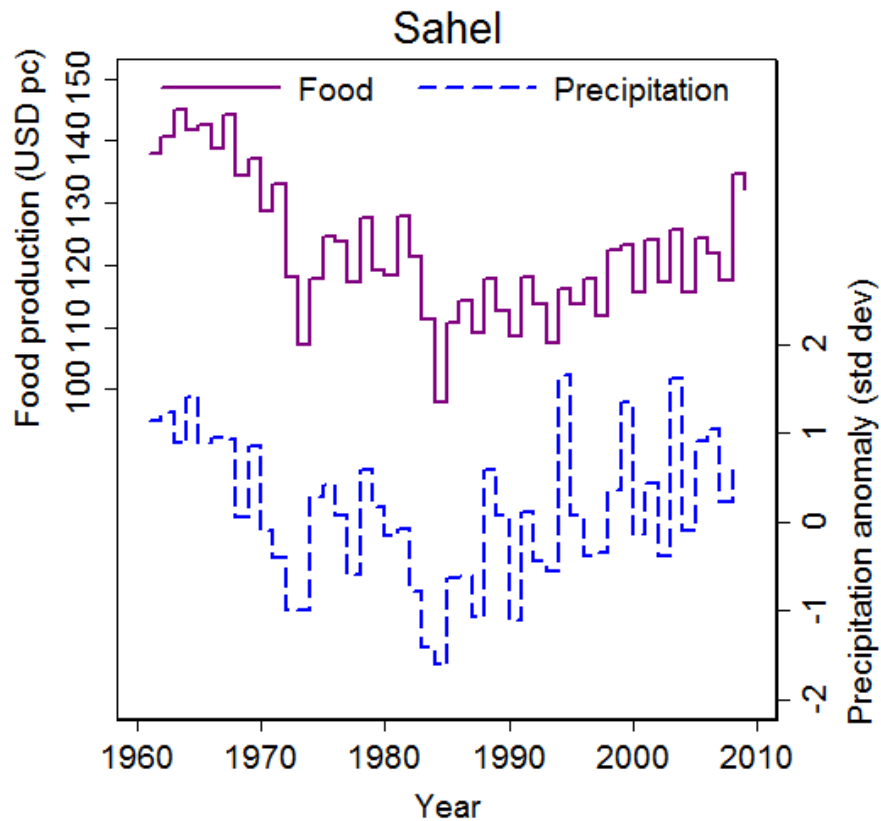 Sahel
Food
Precipitation
Food production (USD pc)
150
140
130
120
110
100
Precipitation anomaly (std dev)
2
1
0
-1
-2
1960 1970 1980 1990 2000 2010
Year